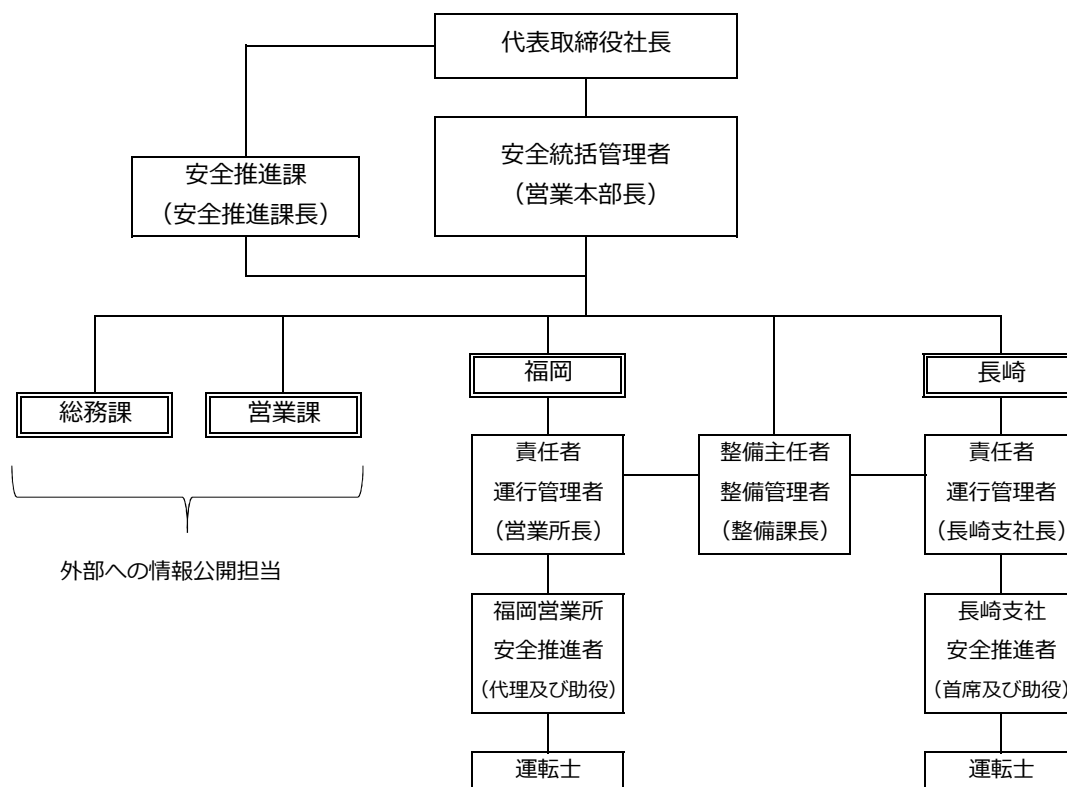 代表取締役社長
安全統括管理者
(営業本部長)
安全推進課
(安全推進課長)
福岡
長崎
総務課
営業課
責任者
運行管理者
(営業所長)
整備主任者
整備管理者
(整備課長)
責任者
運行管理者
(長崎支社長)
外部への情報公開担当
福岡営業所
安全推進者
(代理及び助役)
長崎支社
安全推進者
(首席及び助役)
運転士
運転士